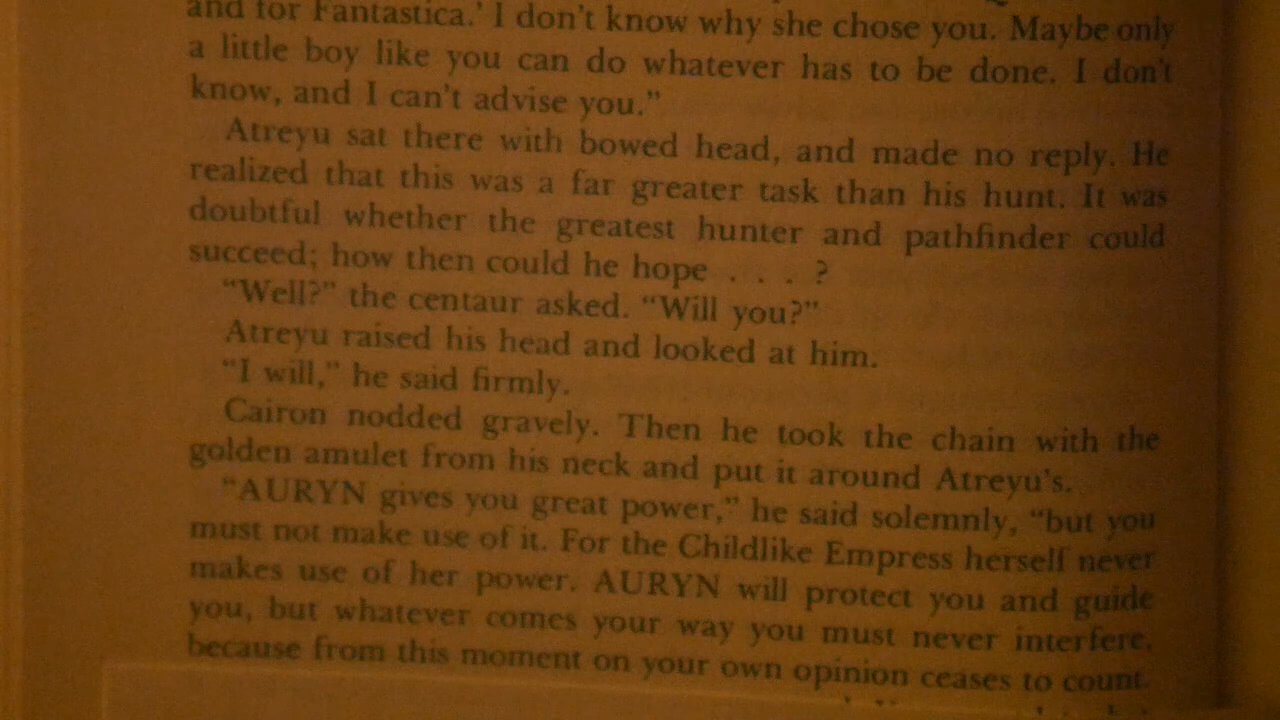 and for Fantastica.' I don't know why she chose you. Maybe only
a little boy like you can do whatever has to be done. I don't
know, and I can't advise you."
Atreyu sat there with bowed head, and made no reply. He
realized that this was a far greater task than his hunt. It was
doubtful whether the greatest hunter and pathfinder could
succeed; how then could he hope . . . ?
"Well?" the centaur asked. "Will you?"
Atreyu raised his head and looked at him.
"I will," he said firmly.
Cairon nodded gravely. Then he took the chain with the
golden amulet from his neck and put it around Atreyu's.
"AURYN gives you great power," he said solemnly, "but you
must not make use of it. For the Childlike Empress herself never
makes use of her power. AURYN will protect you and guide
you, but whatever comes your way you must never interfere,
because from this moment on your own opinion ceases to count.